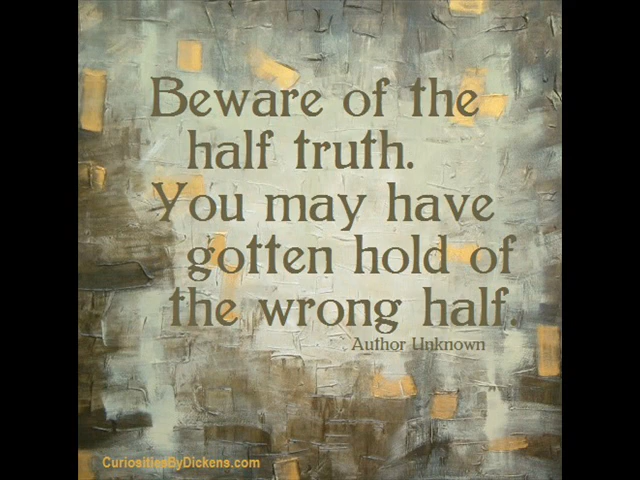 Beware of the
half truth.
You may have
gotten hold of
the wrong half.
Author Unknown
CuriositiesByDickens.com